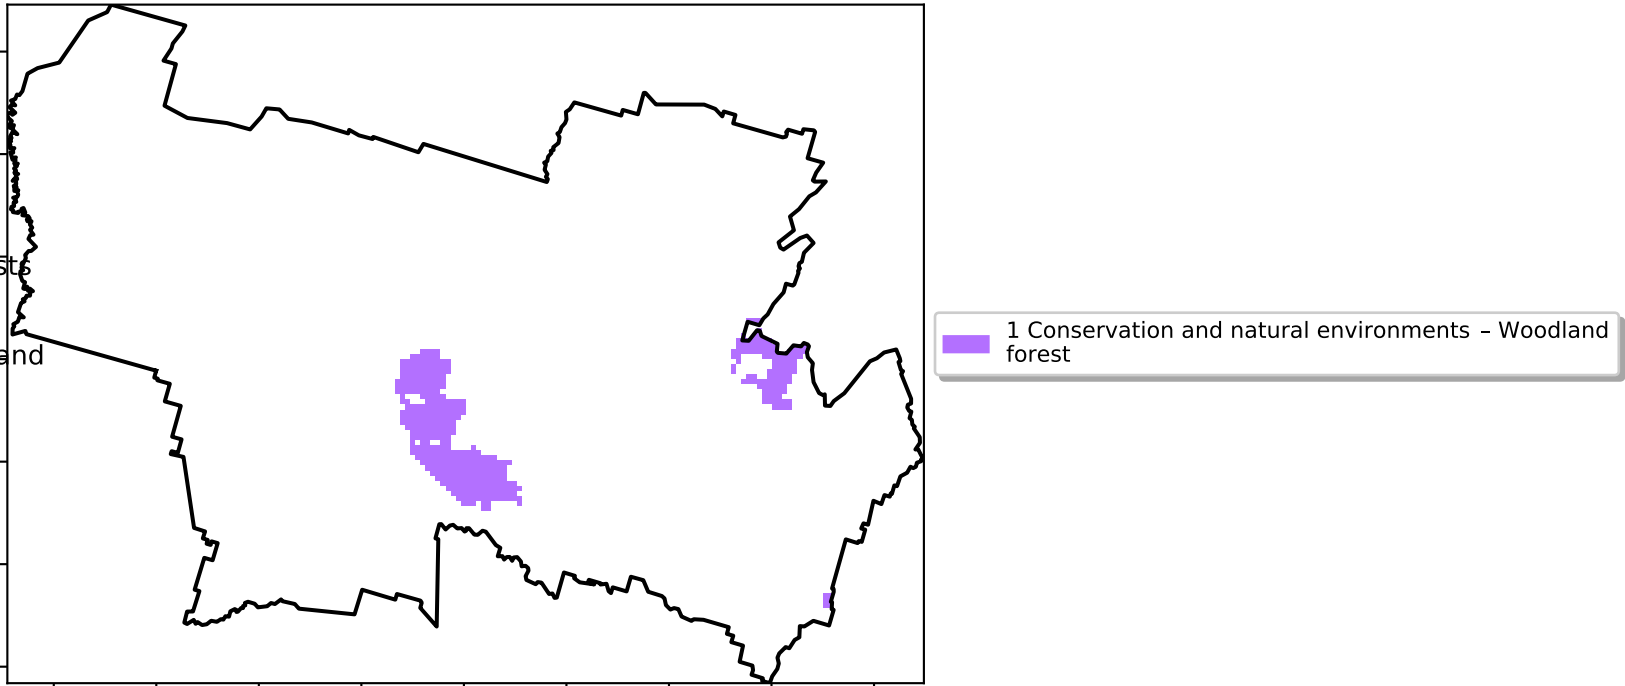 sts
and
1 Conservation and natural environments – Woodland
forest